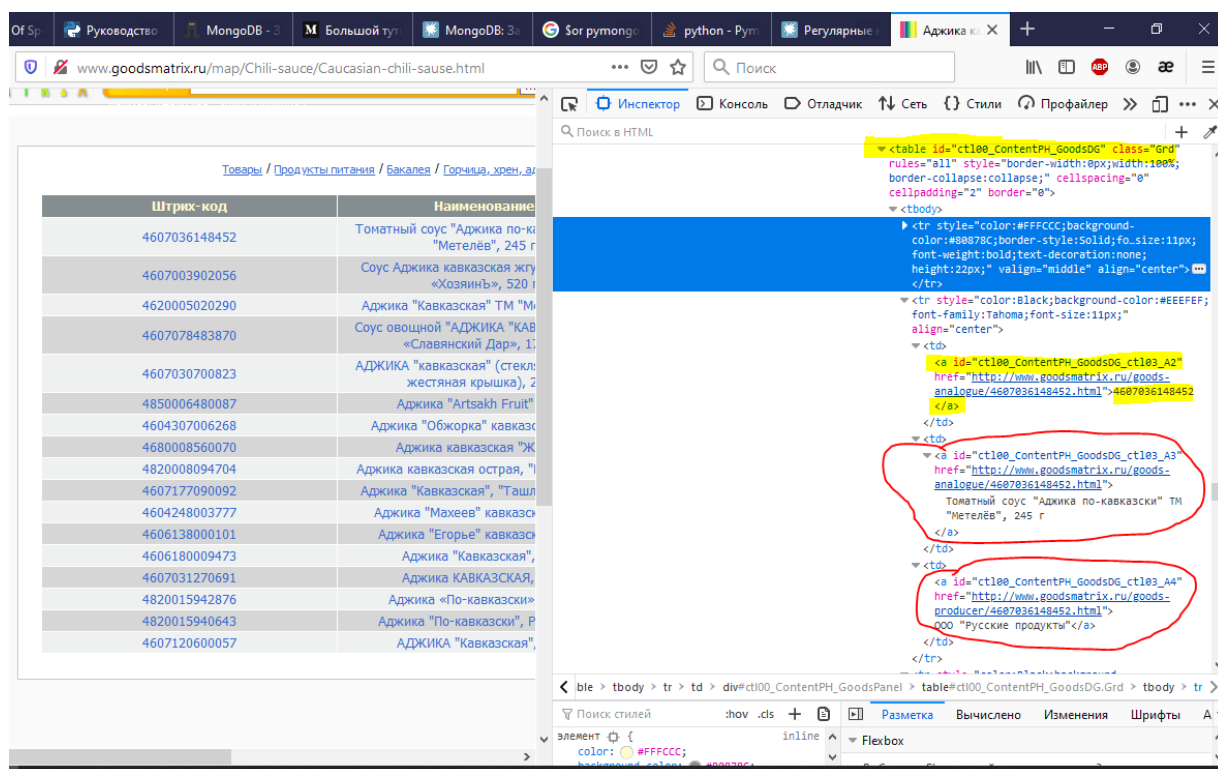 Of Sp
Руководство
MongoDB - З
Большой тут
MongoDB: За
$or pymongo
python - Pym
Регулярные
Аджика ка
www.goodsmatrix.ru/map/Chili-sauce/Caucasian-chili-sause.html
Поиск
ABP
Инспектор Консоль Отладчик Сеть {} Стили Профайлер
Поиск в HTML
Товары / Продукты питания / Бакалея / Горчица, хрен, ад
Штрих-код Наименование
4607036148452 Томатный соус "Аджика по-ка
"Метелёв", 245 г
4607003902056 Соус Аджика кавказская жгу
«ХозяинЪ», 520 г
4620005020290 Аджика "Кавказская" ТМ "Ме
4607078483870 Соус овощной "АДЖИКА "КАВ
«Славянский Дар», 17
4607030700823 АДЖИКА "кавказская" (стекл
жестяная крышка), 2
4850006480087 Аджика "Artsakh Fruit"
4604307006268 Аджика "Обжорка" кавказс
4680008560070 Аджика кавказская "Ж
4820008094704 Аджика кавказская острая, "
4607177090092 Аджика "Кавказская", "Ташл
4604248003777 Аджика "Махеев" кавказск
4606138000101 Аджика "Егорье" кавказск
4606180009473 Аджика "Кавказская",
4607031270691 Аджика КАВКАЗСКАЯ,
4820015942876 Аджика «По-кавказски»
4820015940643 Аджика "По-кавказски", Р
4607120600057 АДЖИКА "Кавказская",
<table id="ctl00_ContentPH_GoodsDG" class="Grd"
rules="all" style="border-width:0px;width:100%;
border-collapse:collapse;" cellspacing="0"
cellpadding="2" border="0">
<tbody>
<tr style="color:#FFFCCC;background-
color:#80878C;border-style:Solid;fo…size:11px;
font-weight:bold;text-decoration:none;
height:22px;" valign="middle" align="center">
</tr>
<tr style="color:Black;background-color:#EEEFEF;
font-family:Tahoma;font-size:11px;"
align="center">
<td>
<a id="ctl00_ContentPH_GoodsDG_ctl03_A2"
href="http://www.goodsmatrix.ru/goods-
analogue/4607036148452.html">4607036148452
</a>
</td>
<td>
<a id="ctl00_ContentPH_GoodsDG_ctl03_A3"
href="http://www.goodsmatrix.ru/goods-
analogue/4607036148452.html">
Томатный соус "Аджика по-кавказски" ТМ
"Метелёв", 245 г
</a>
</td>
<td>
<a id="ctl00_ContentPH_GoodsDG_ctl03_A4"
href="http://www.goodsmatrix.ru/goods-
producer/4607036148452.html">
ООО "Русские продукты"</a>
</td>
</tr>
ble > tbody > tr > td > div#ctl00_ContentPH_GoodsPanel > table#ctl00_ContentPH_GoodsDG.Grd > tbody > tr
Поиск стилей :hov .cls +
Разметка Вычислено Изменения Шрифты А
элемент { inline
color: #FFFCCC;
Flexbox